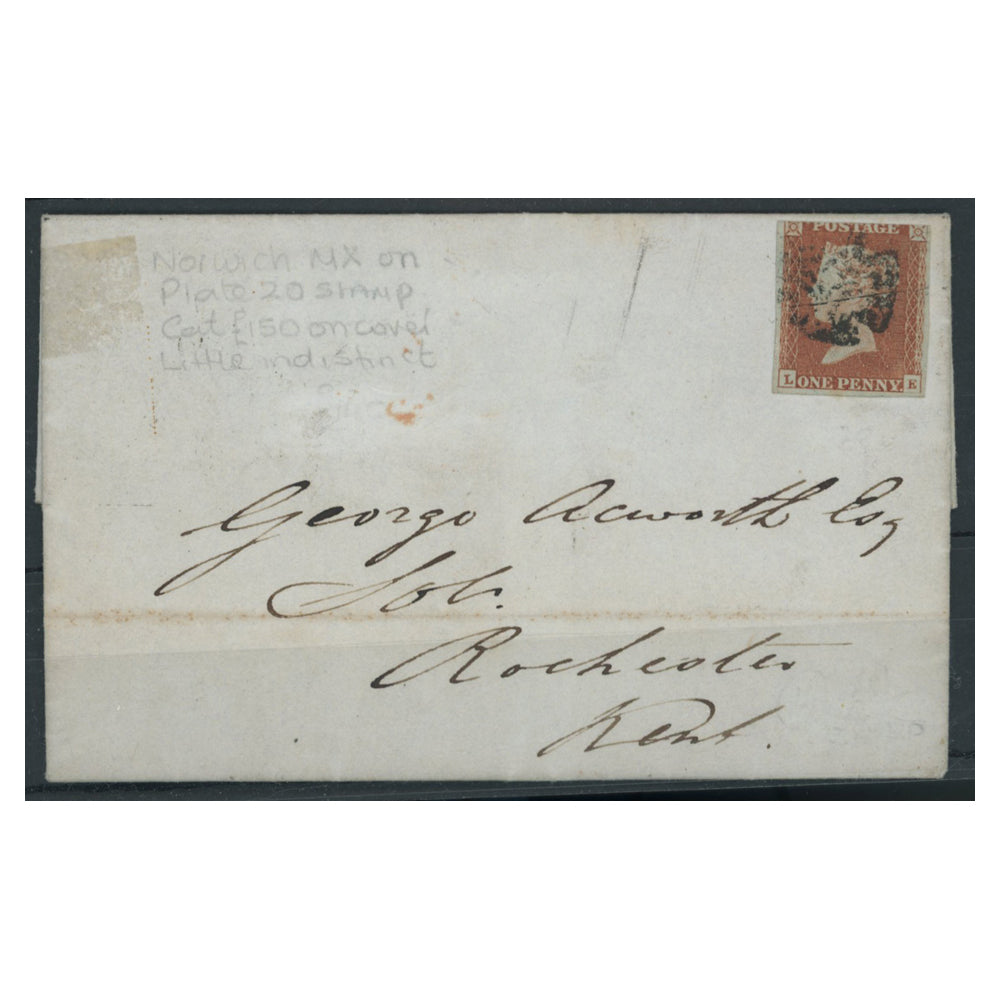 Norwich MX on
Plate 20 STAMP
Cat £150 on cover
Little indistinct
POSTAGE
L ONE PENNY. E
George Acworth Esq
Solr.
Rochester
Kent.